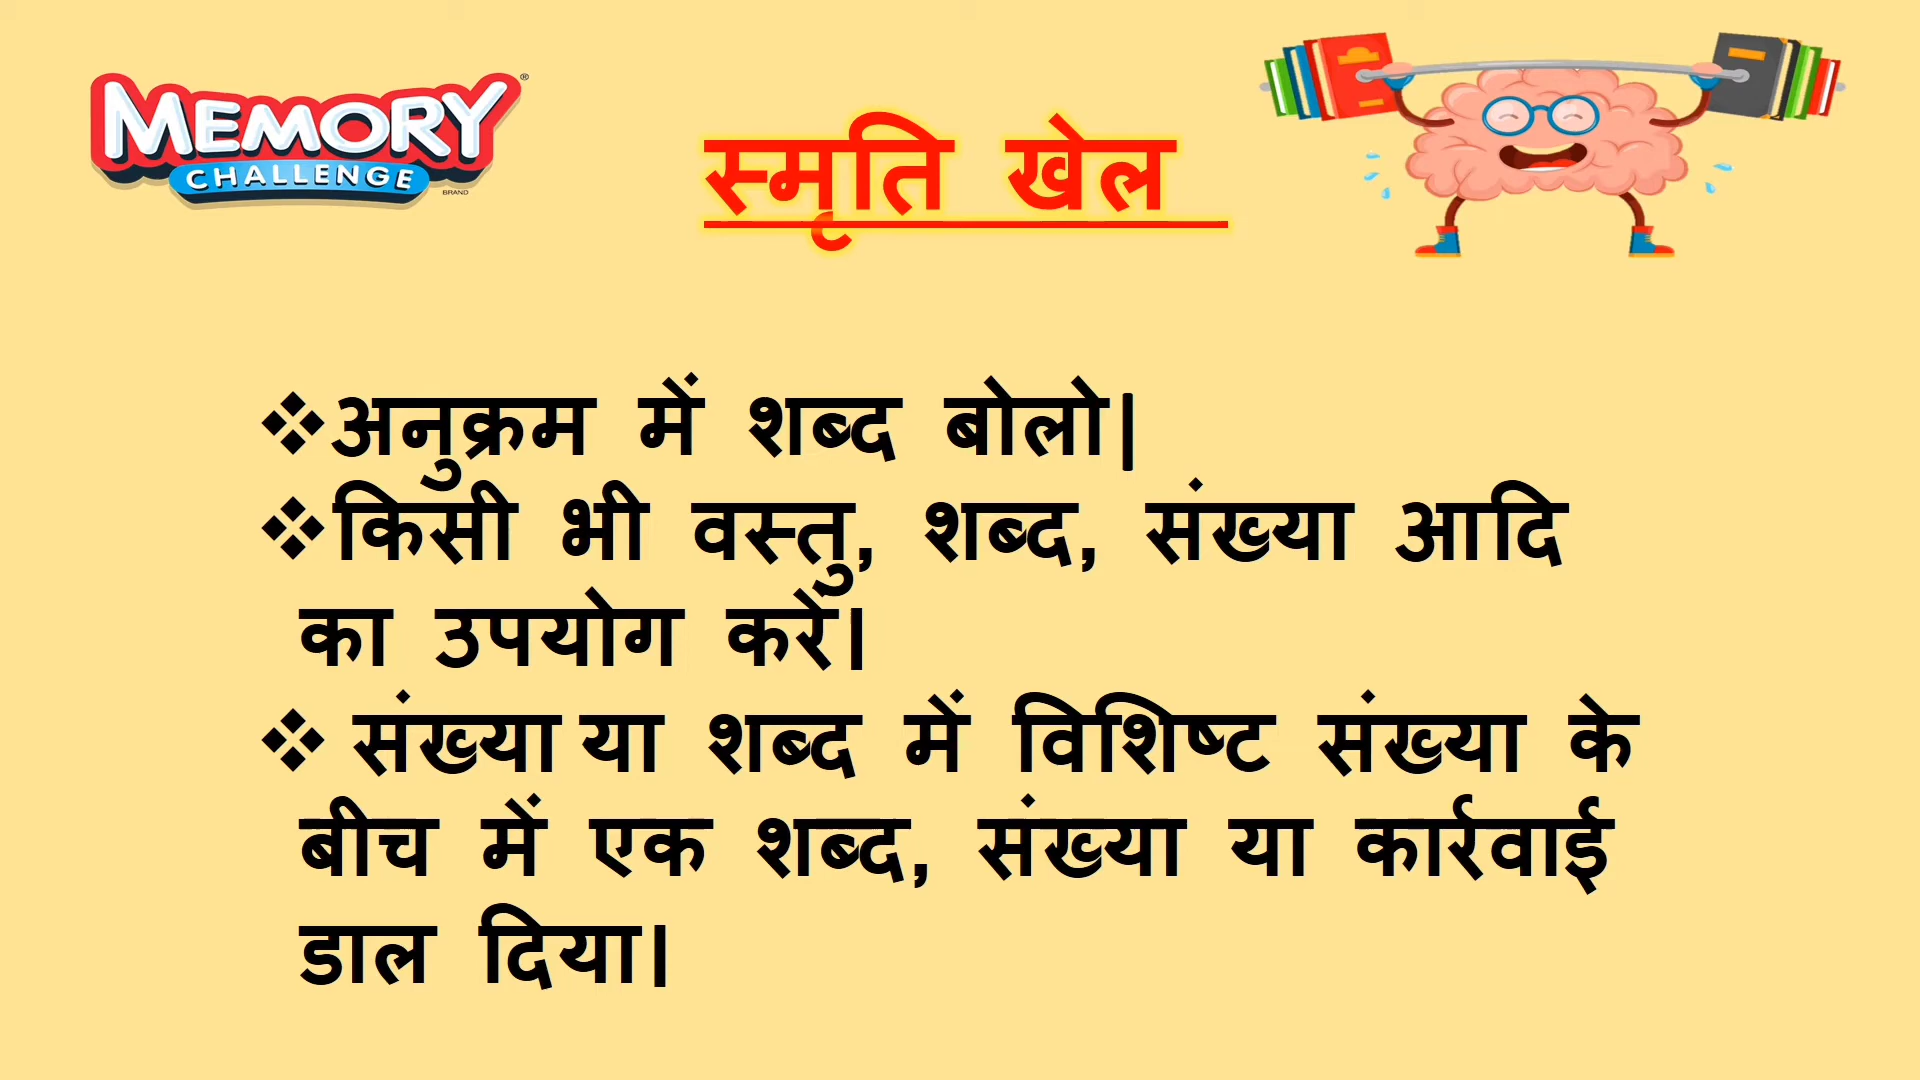 MEMORY®
CHALLENGE
BRAND
स्मृति खेल
❖अनुक्रम में शब्द बोलो|
❖किसी भी वस्तु, शब्द, संख्या आदि
का उपयोग करें।
❖ संख्या या शब्द में विशिष्ट संख्या के
बीच में एक शब्द, संख्या या कार्रवाई
डाल दिया।